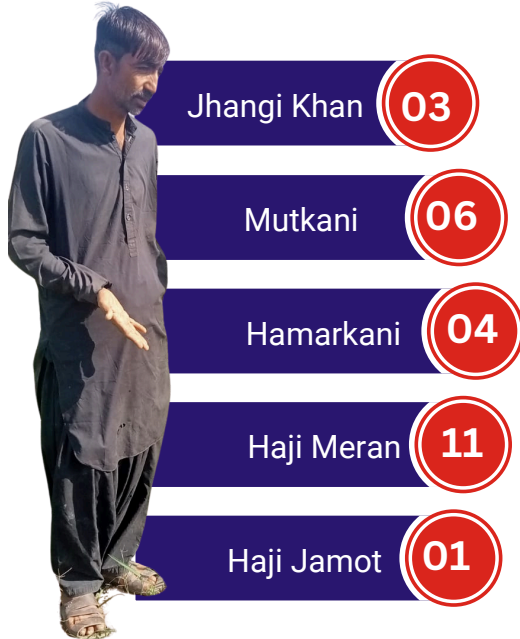 Jhangi Khan 03
Mutkani 06
Hamarkani 04
Haji Meran 11
Haji Jamot 01